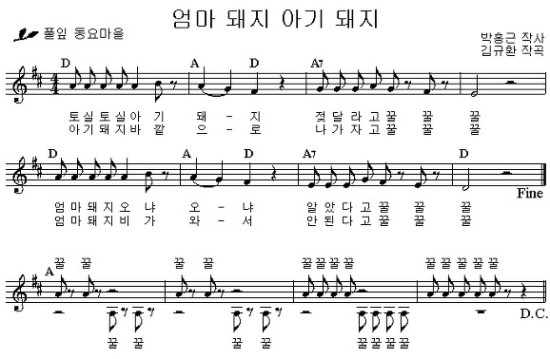 엄마 돼지 아기 돼지
풀잎 동요마을
박홍근 작사
김규환 작곡
D A D A7 D
토실토실아 기 돼 - 지 젖달라고꿀 꿀 꿀
아기돼지바 깥 으 - 로 나가자고꿀 꿀 꿀
D A D A7 D
Fine
엄마돼지오 냐 오 - 냐 알았다고꿀 꿀 꿀
엄마돼지비 가 와 - 서 안된다고꿀 꿀 꿀
꿀 꿀 꿀 꿀 꿀 꿀 꿀 꿀 꿀 꿀 꿀
A
D.C.
꿀 꿀 꿀 꿀 꿀 꿀